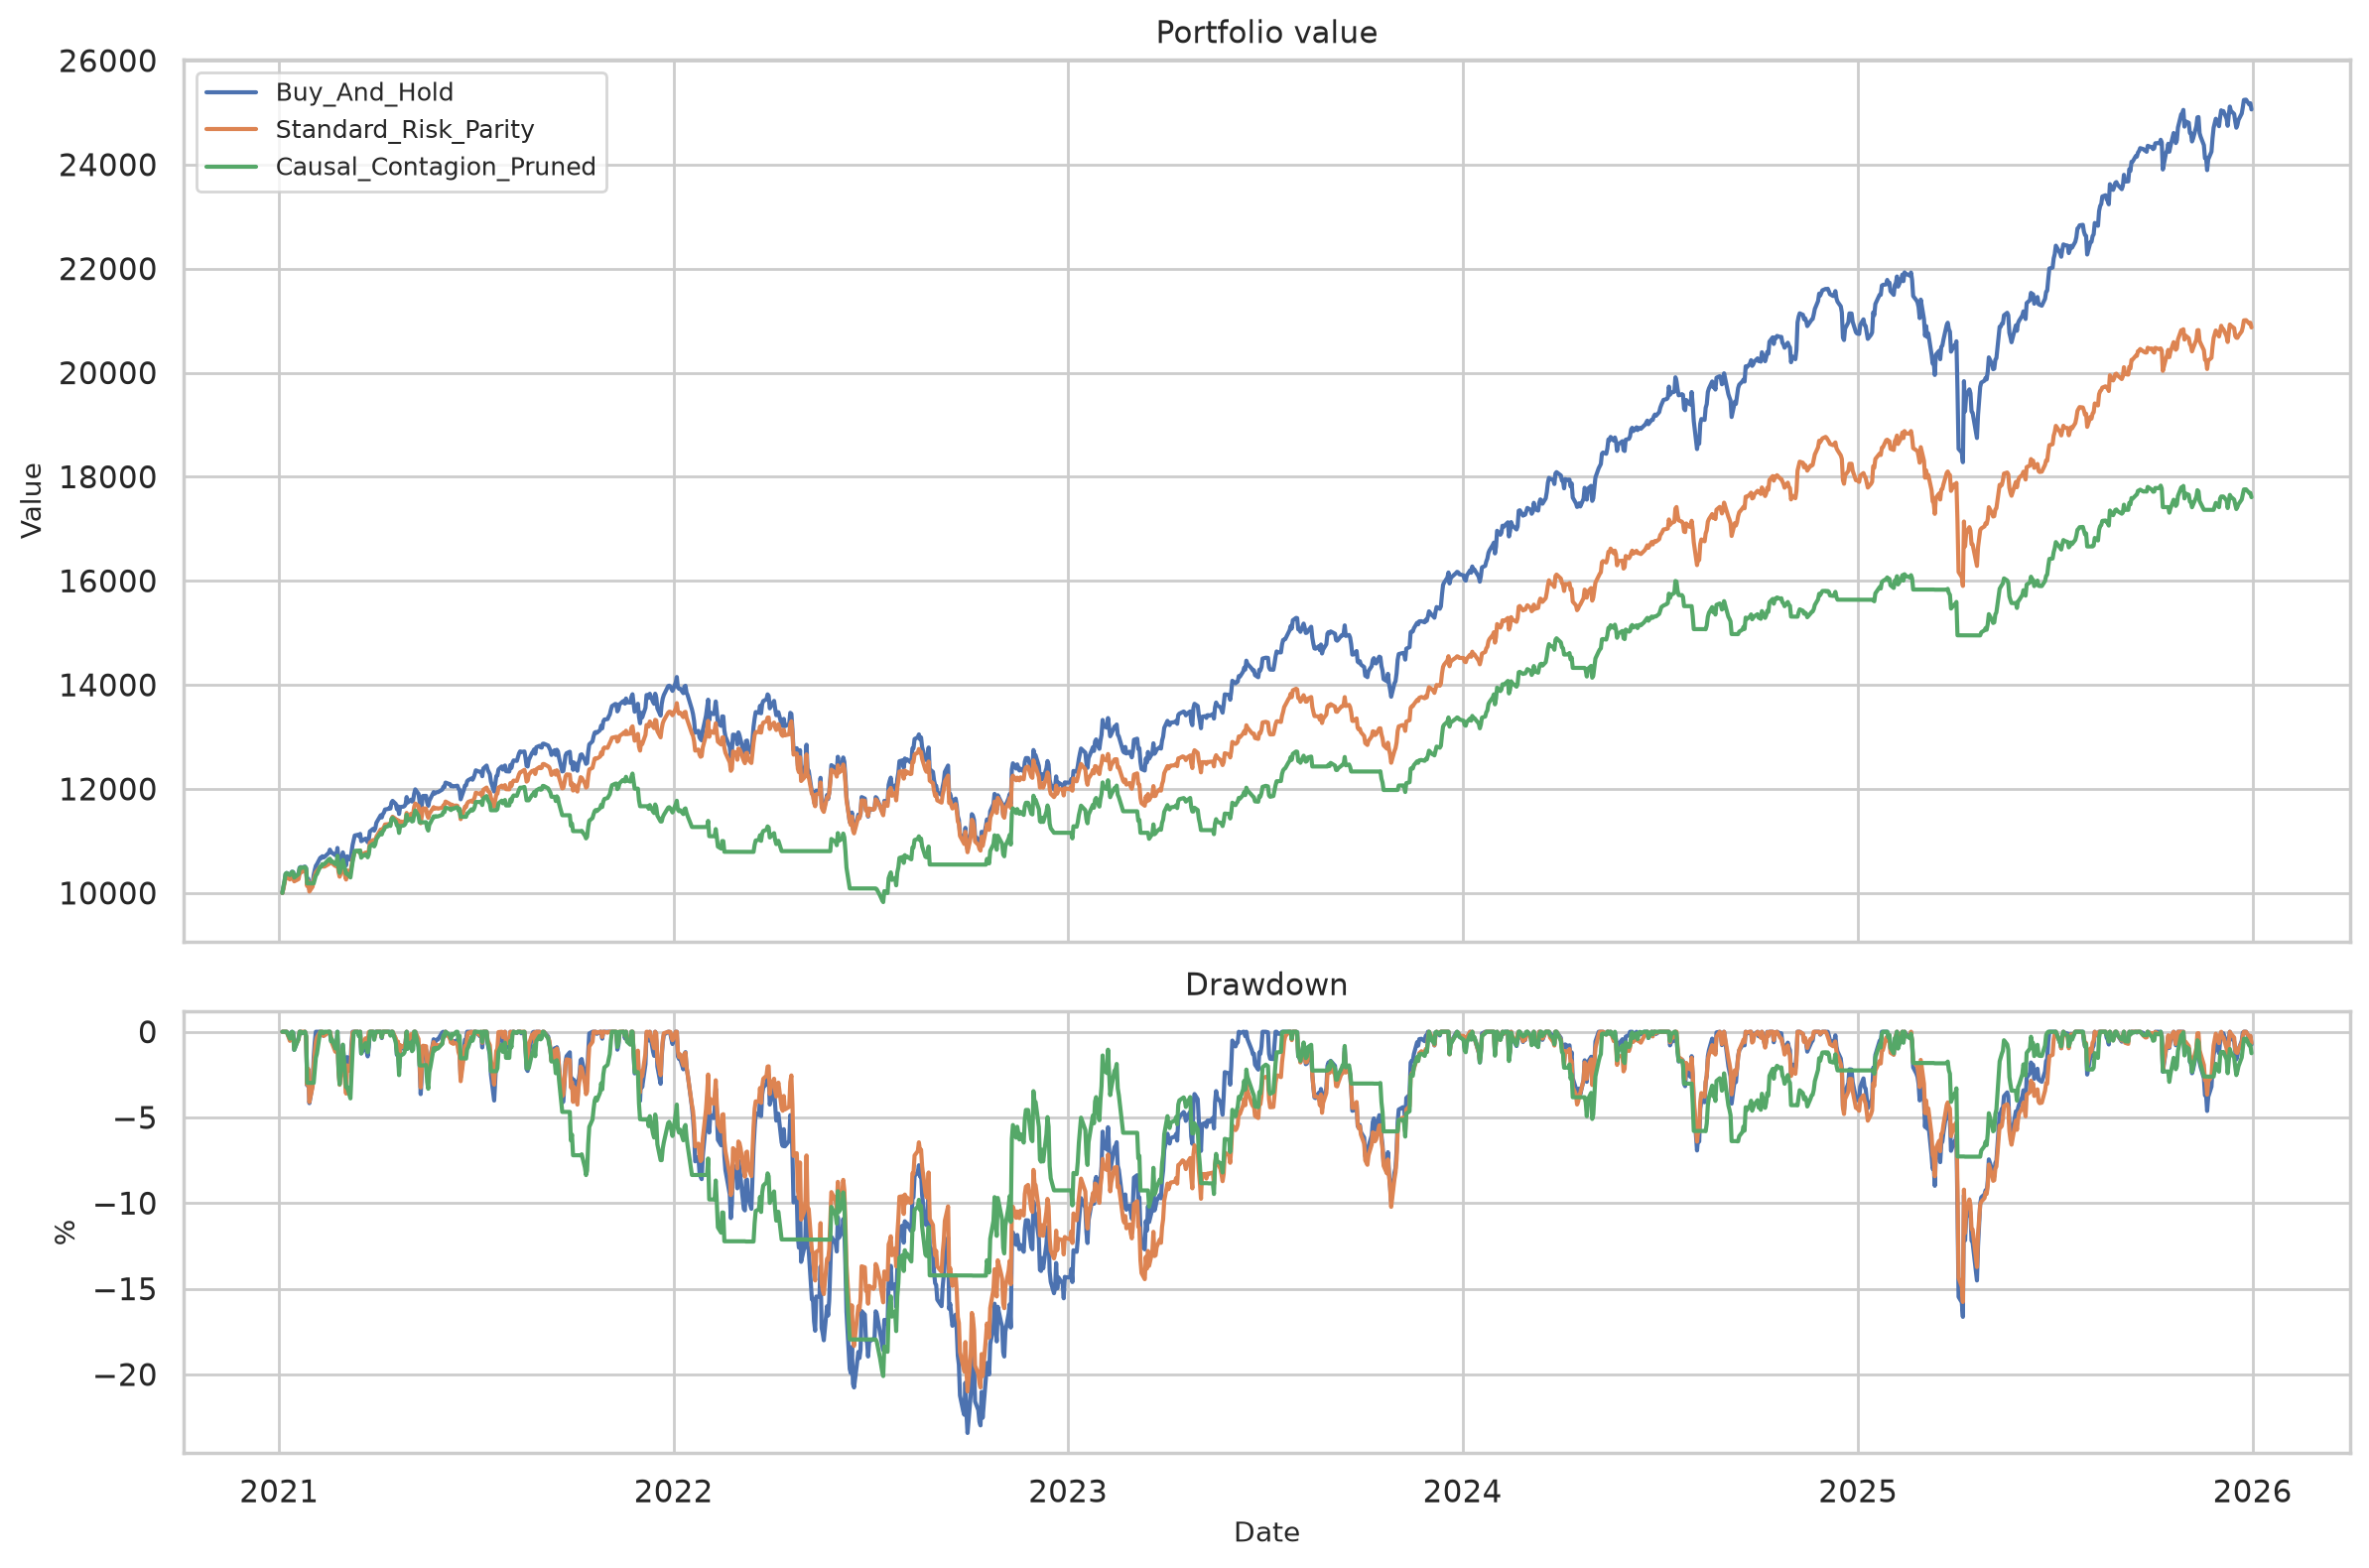 Portfolio value
26000
24000
22000
20000
18000
16000
14000
12000
10000
Value
Buy_And_Hold
Standard_Risk_Parity
Causal_Contagion_Pruned
Drawdown
0
−5
−10
−15
−20
%
2021 2022 2023 2024 2025 2026
Date